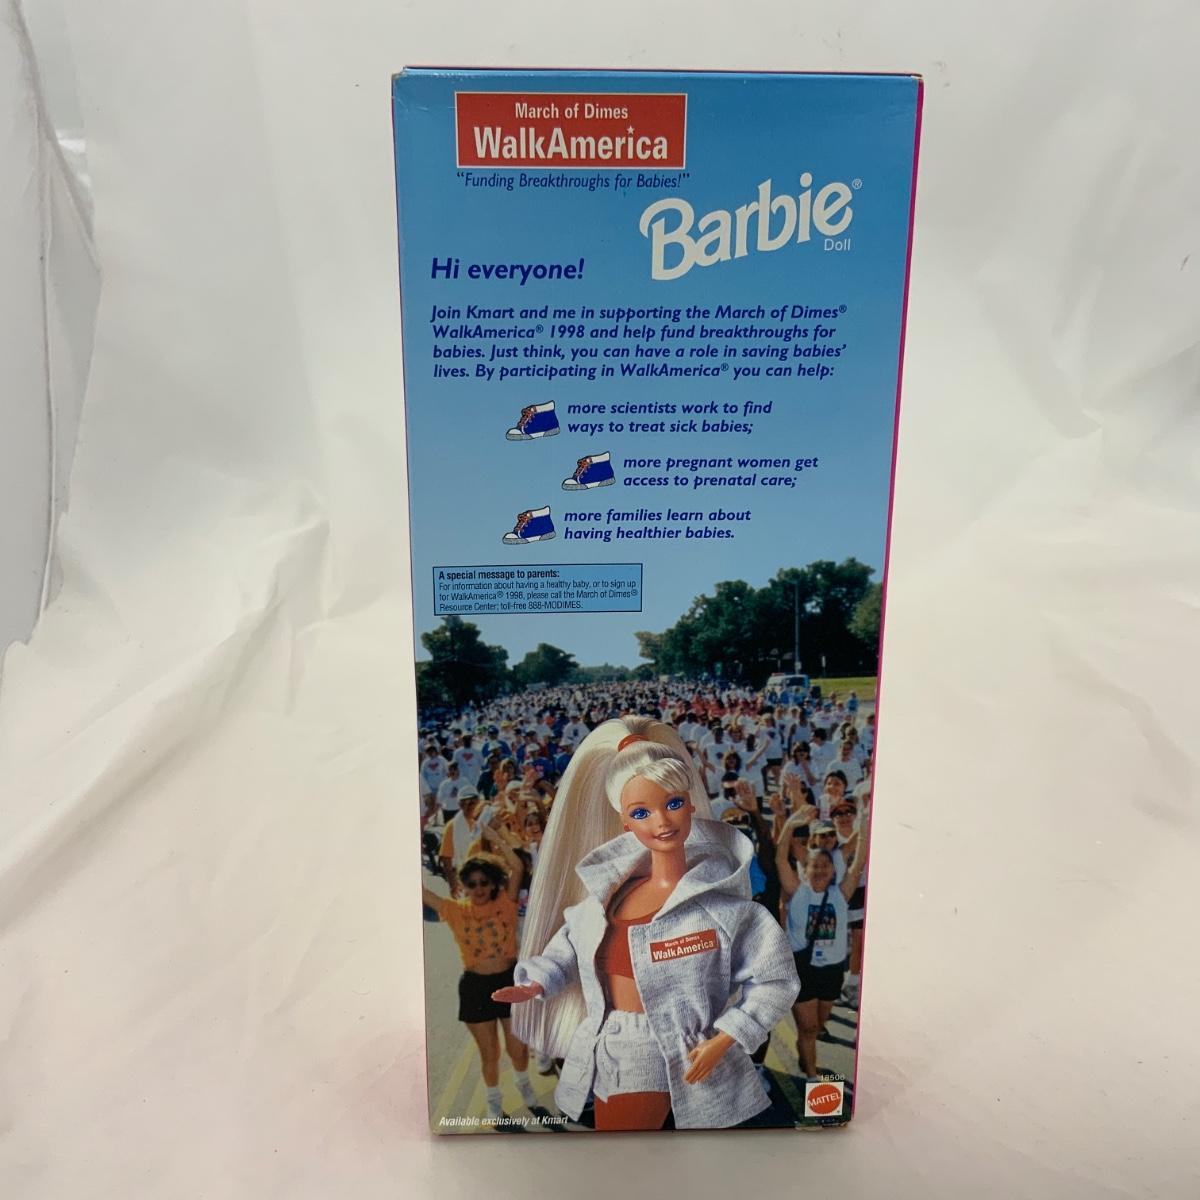 March of Dimes
WalkAmerica
"Funding Breakthroughs for Babies!"
Barbie®
Doll
Hi everyone!
Join Kmart and me in supporting the March of Dimes®
WalkAmerica® 1998 and help fund breakthroughs for
babies. Just think, you can have a role in saving babies'
lives. By participating in WalkAmerica® you can help:
more scientists work to find
ways to treat sick babies;
more pregnant women get
access to prenatal care;
more families learn about
having healthier babies.
A special message to parents:
For information about having a healthy baby, or to sign up
for WalkAmerica® 1998, please call the March of Dimes®
Resource Center; toll-free 888-MODIMES.
March of Dimes
WalkAmerica
18506
MATTEL
Available exclusively at Kmart